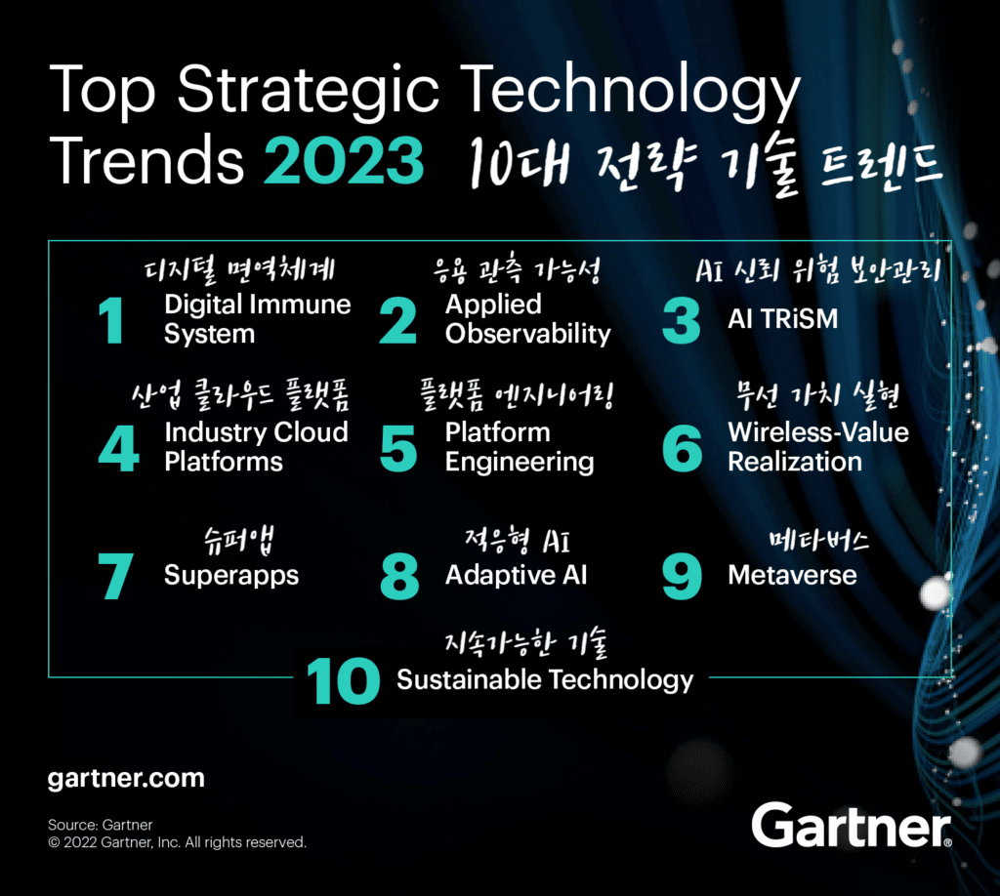 Top Strategic Technology
Trends 2023 10대 전략 기술 트렌드
디지털 면역체계
1 Digital Immune
System
응용 관측 가능성
2 Applied
Observability
AI 신뢰 위험 보안관리
3 AI TRiSM
산업 클라우드 플랫폼
4 Industry Cloud
Platforms
플랫폼 엔지니어링
5 Platform
Engineering
무선 가치 실현
6 Wireless-Value
Realization
슈퍼앱
7 Superapps
적응형 AI
8 Adaptive AI
메타버스
9 Metaverse
지속가능한 기술
10 Sustainable Technology
gartner.com
Source: Gartner
© 2022 Gartner, Inc. All rights reserved.
Gartner®